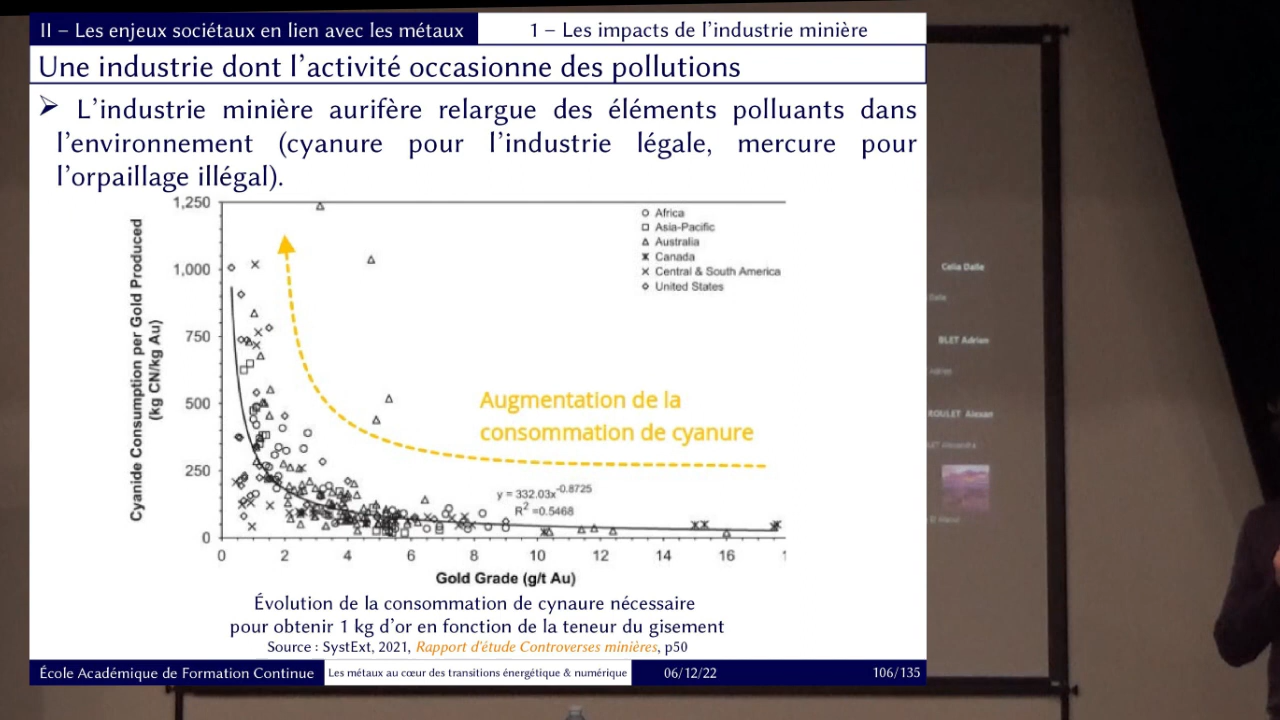 II – Les enjeux sociétaux en lien avec les métaux
1 – Les impacts de l'industrie minière
Une industrie dont l'activité occasionne des pollutions
➢ L'industrie minière aurifère relargue des éléments polluants dans
l'environnement (cyanure pour l'industrie légale, mercure pour
l'orpaillage illégal).
Cyanide Consumption per Gold Produced
(kg CN/kg Au)
1,250
1,000
750
500
250
0
Africa
Asia-Pacific
Australia
Canada
Central & South America
United States
Augmentation de la
consommation de cyanure
y = 332.03x^-0.8725
R² =0.5468
0 2 4 6 8 10 12 14 16 1
Gold Grade (g/t Au)
Évolution de la consommation de cynaure nécessaire
pour obtenir 1 kg d'or en fonction de la teneur du gisement
Source : SystExt, 2021, Rapport d'étude Controverses minières, p50
École Académique de Formation Continue
Les métaux au cœur des transitions énergétique & numérique
06/12/22
106/135
Celia Dalle
Dalle
BLET Adrien
Adrien